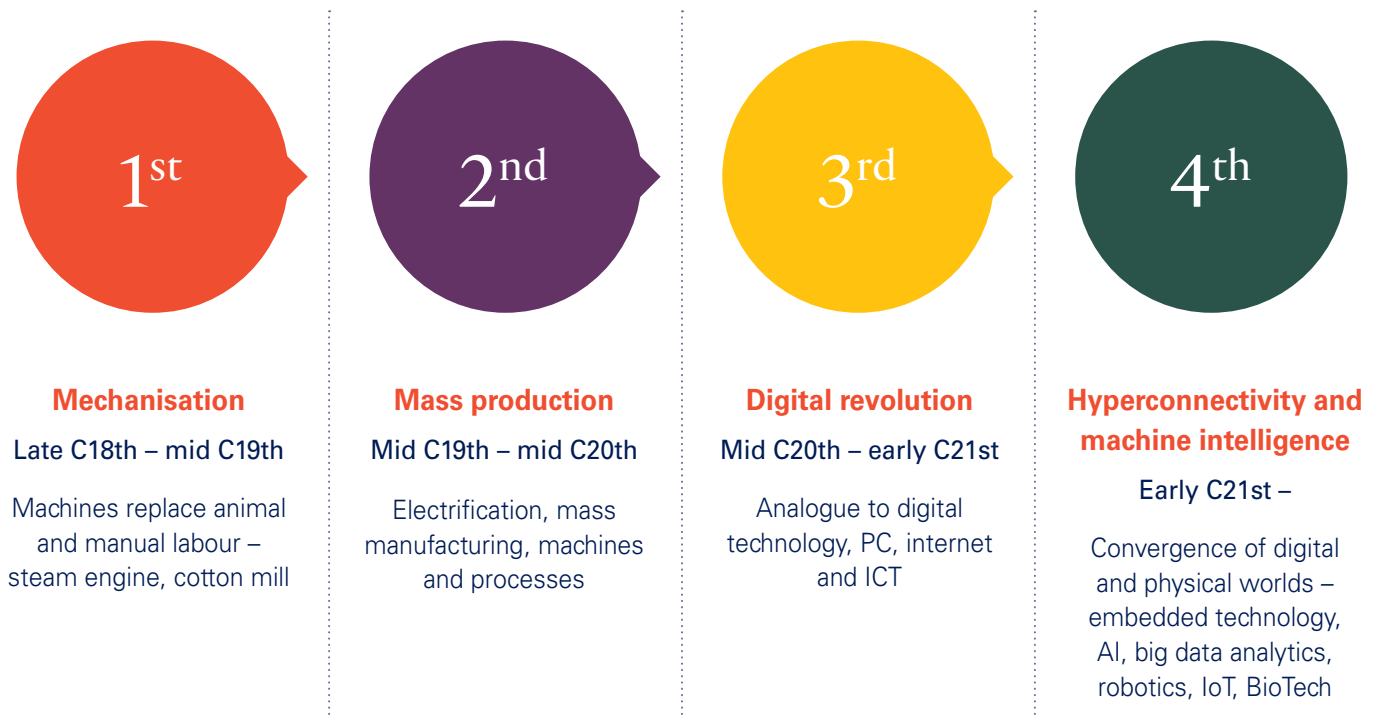 1st
Mechanisation
Late C18th – mid C19th
Machines replace animal
and manual labour –
steam engine, cotton mill
2nd
Mass production
Mid C19th – mid C20th
Electrification, mass
manufacturing, machines
and processes
3rd
Digital revolution
Mid C20th – early C21st
Analogue to digital
technology, PC, internet
and ICT
4th
Hyperconnectivity and
machine intelligence
Early C21st –
Convergence of digital
and physical worlds –
embedded technology,
AI, big data analytics,
robotics, IoT, BioTech